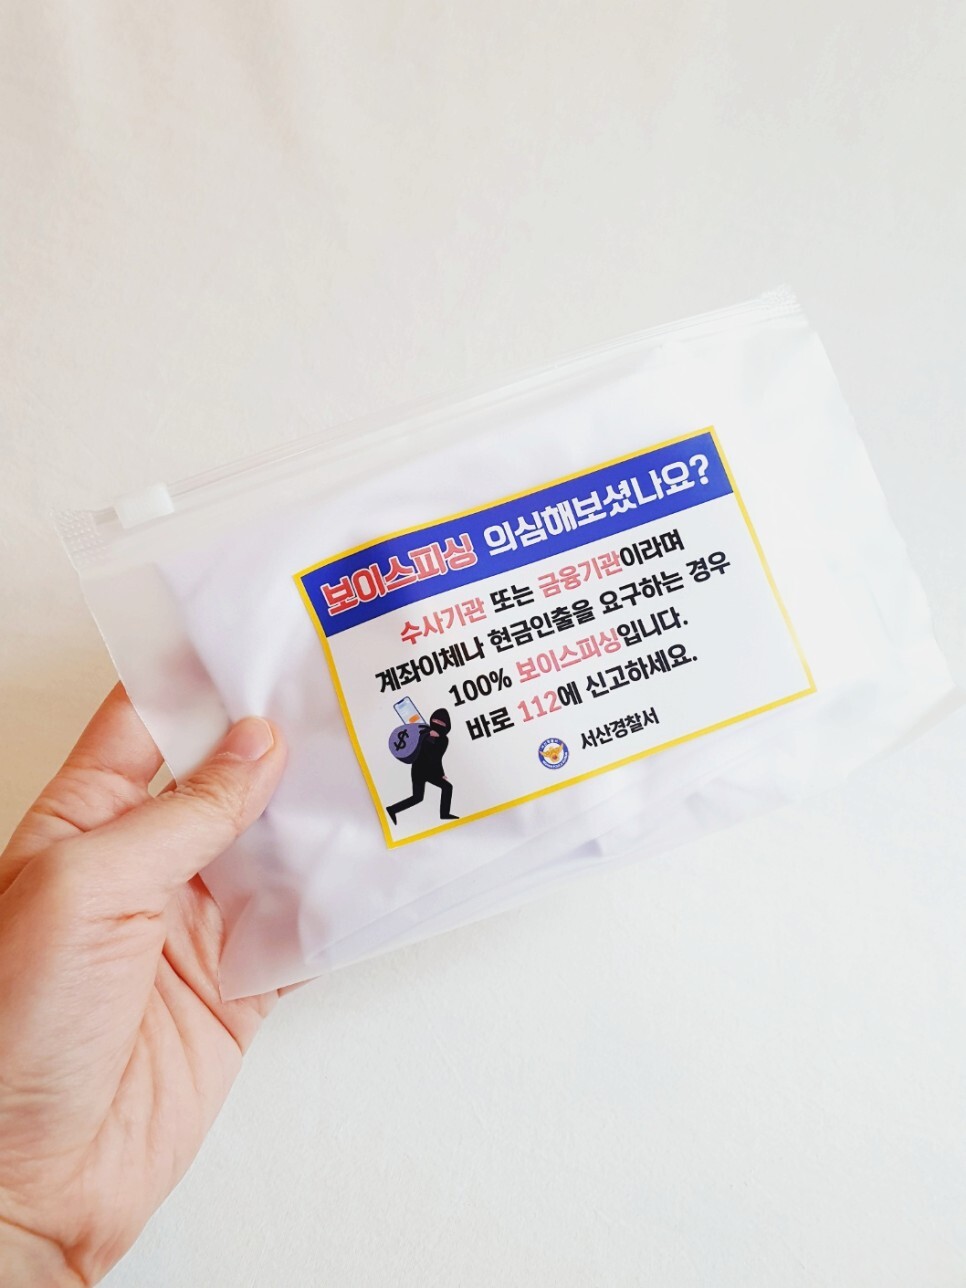 보이스피싱 의심해보셨나요?
수사기관 또는 금융기관이라며
계좌이체나 현금인출을 요구하는 경우
100% 보이스피싱입니다.
바로 112에 신고하세요.
서산경찰서